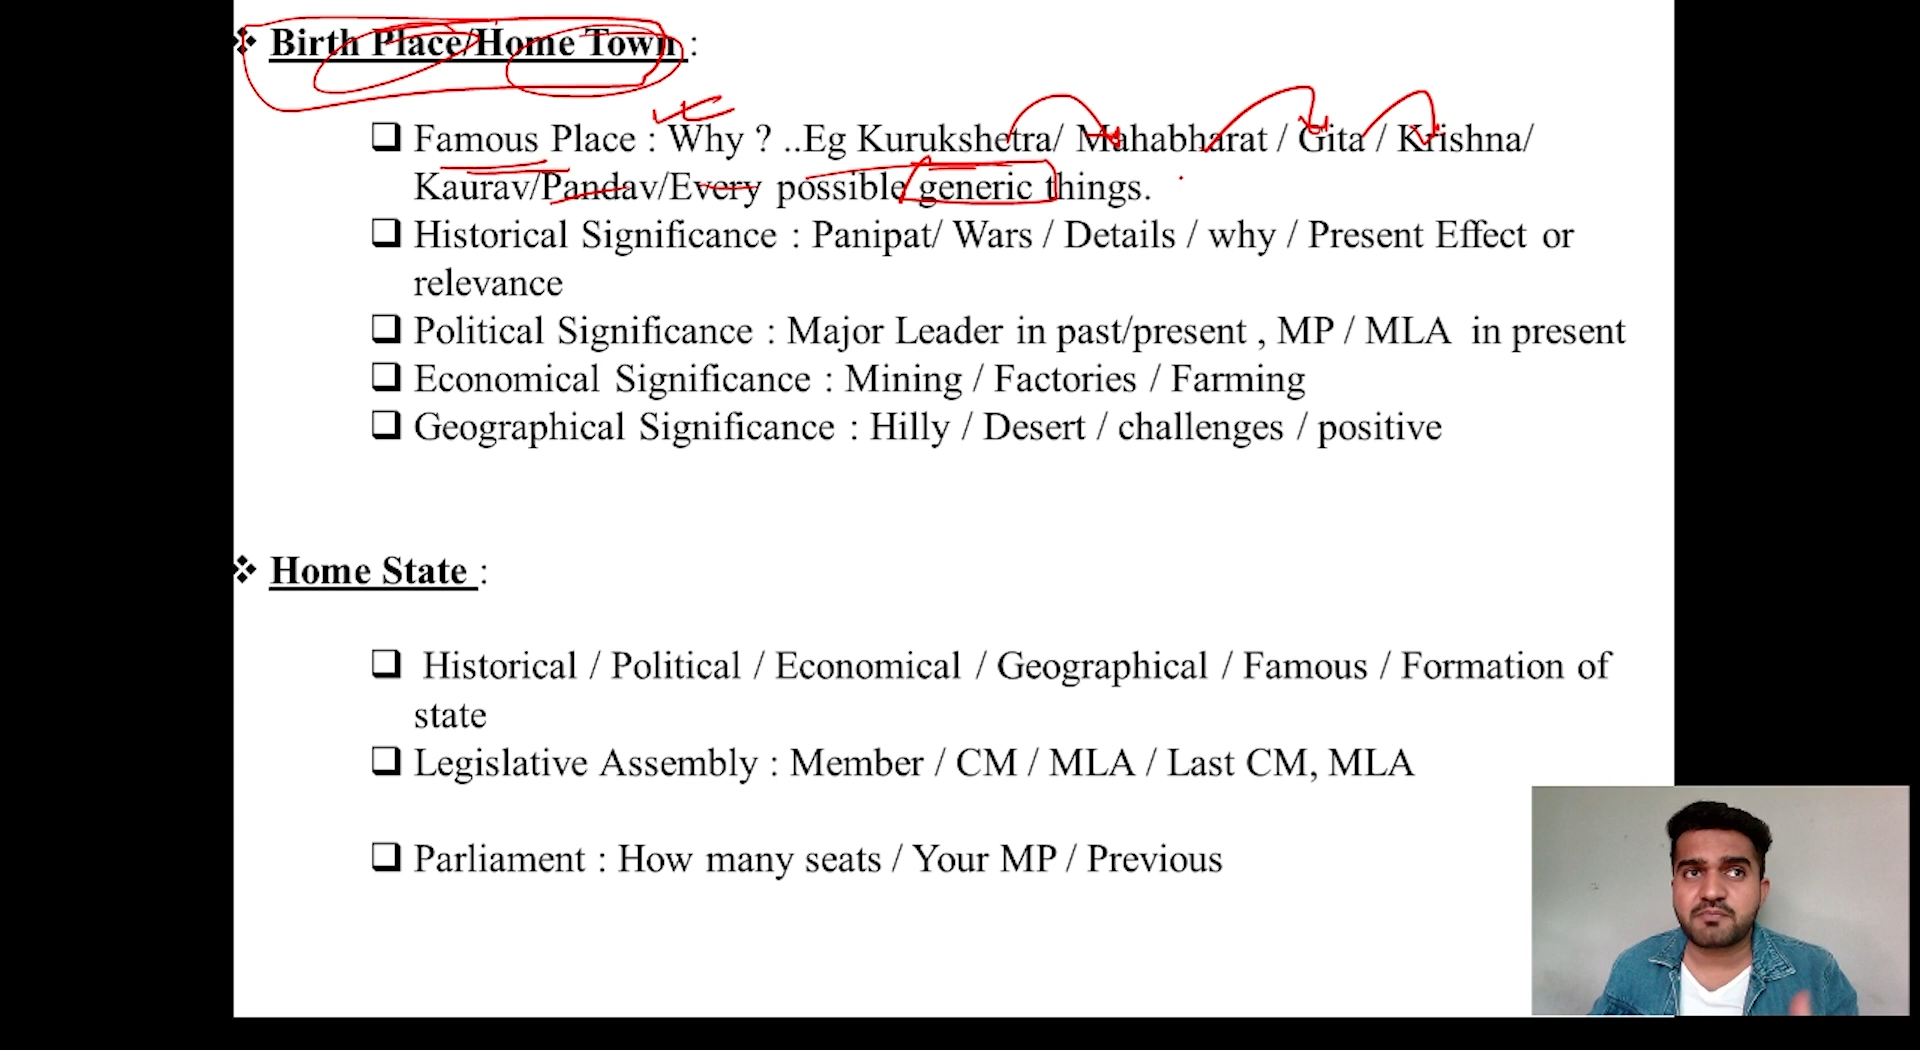 ❖ Birth Place/Home Town :
❑ Famous Place : Why ? ..Eg Kurukshetra/ Mahabharat / Gita / Krishna/
Kaurav/Pandav/Every possible generic things.
❑ Historical Significance : Panipat/ Wars / Details / why / Present Effect or
relevance
❑ Political Significance : Major Leader in past/present , MP / MLA in present
❑ Economical Significance : Mining / Factories / Farming
❑ Geographical Significance : Hilly / Desert / challenges / positive
❖ Home State :
❑ Historical / Political / Economical / Geographical / Famous / Formation of
state
❑ Legislative Assembly : Member / CM / MLA / Last CM, MLA
❑ Parliament : How many seats / Your MP / Previous